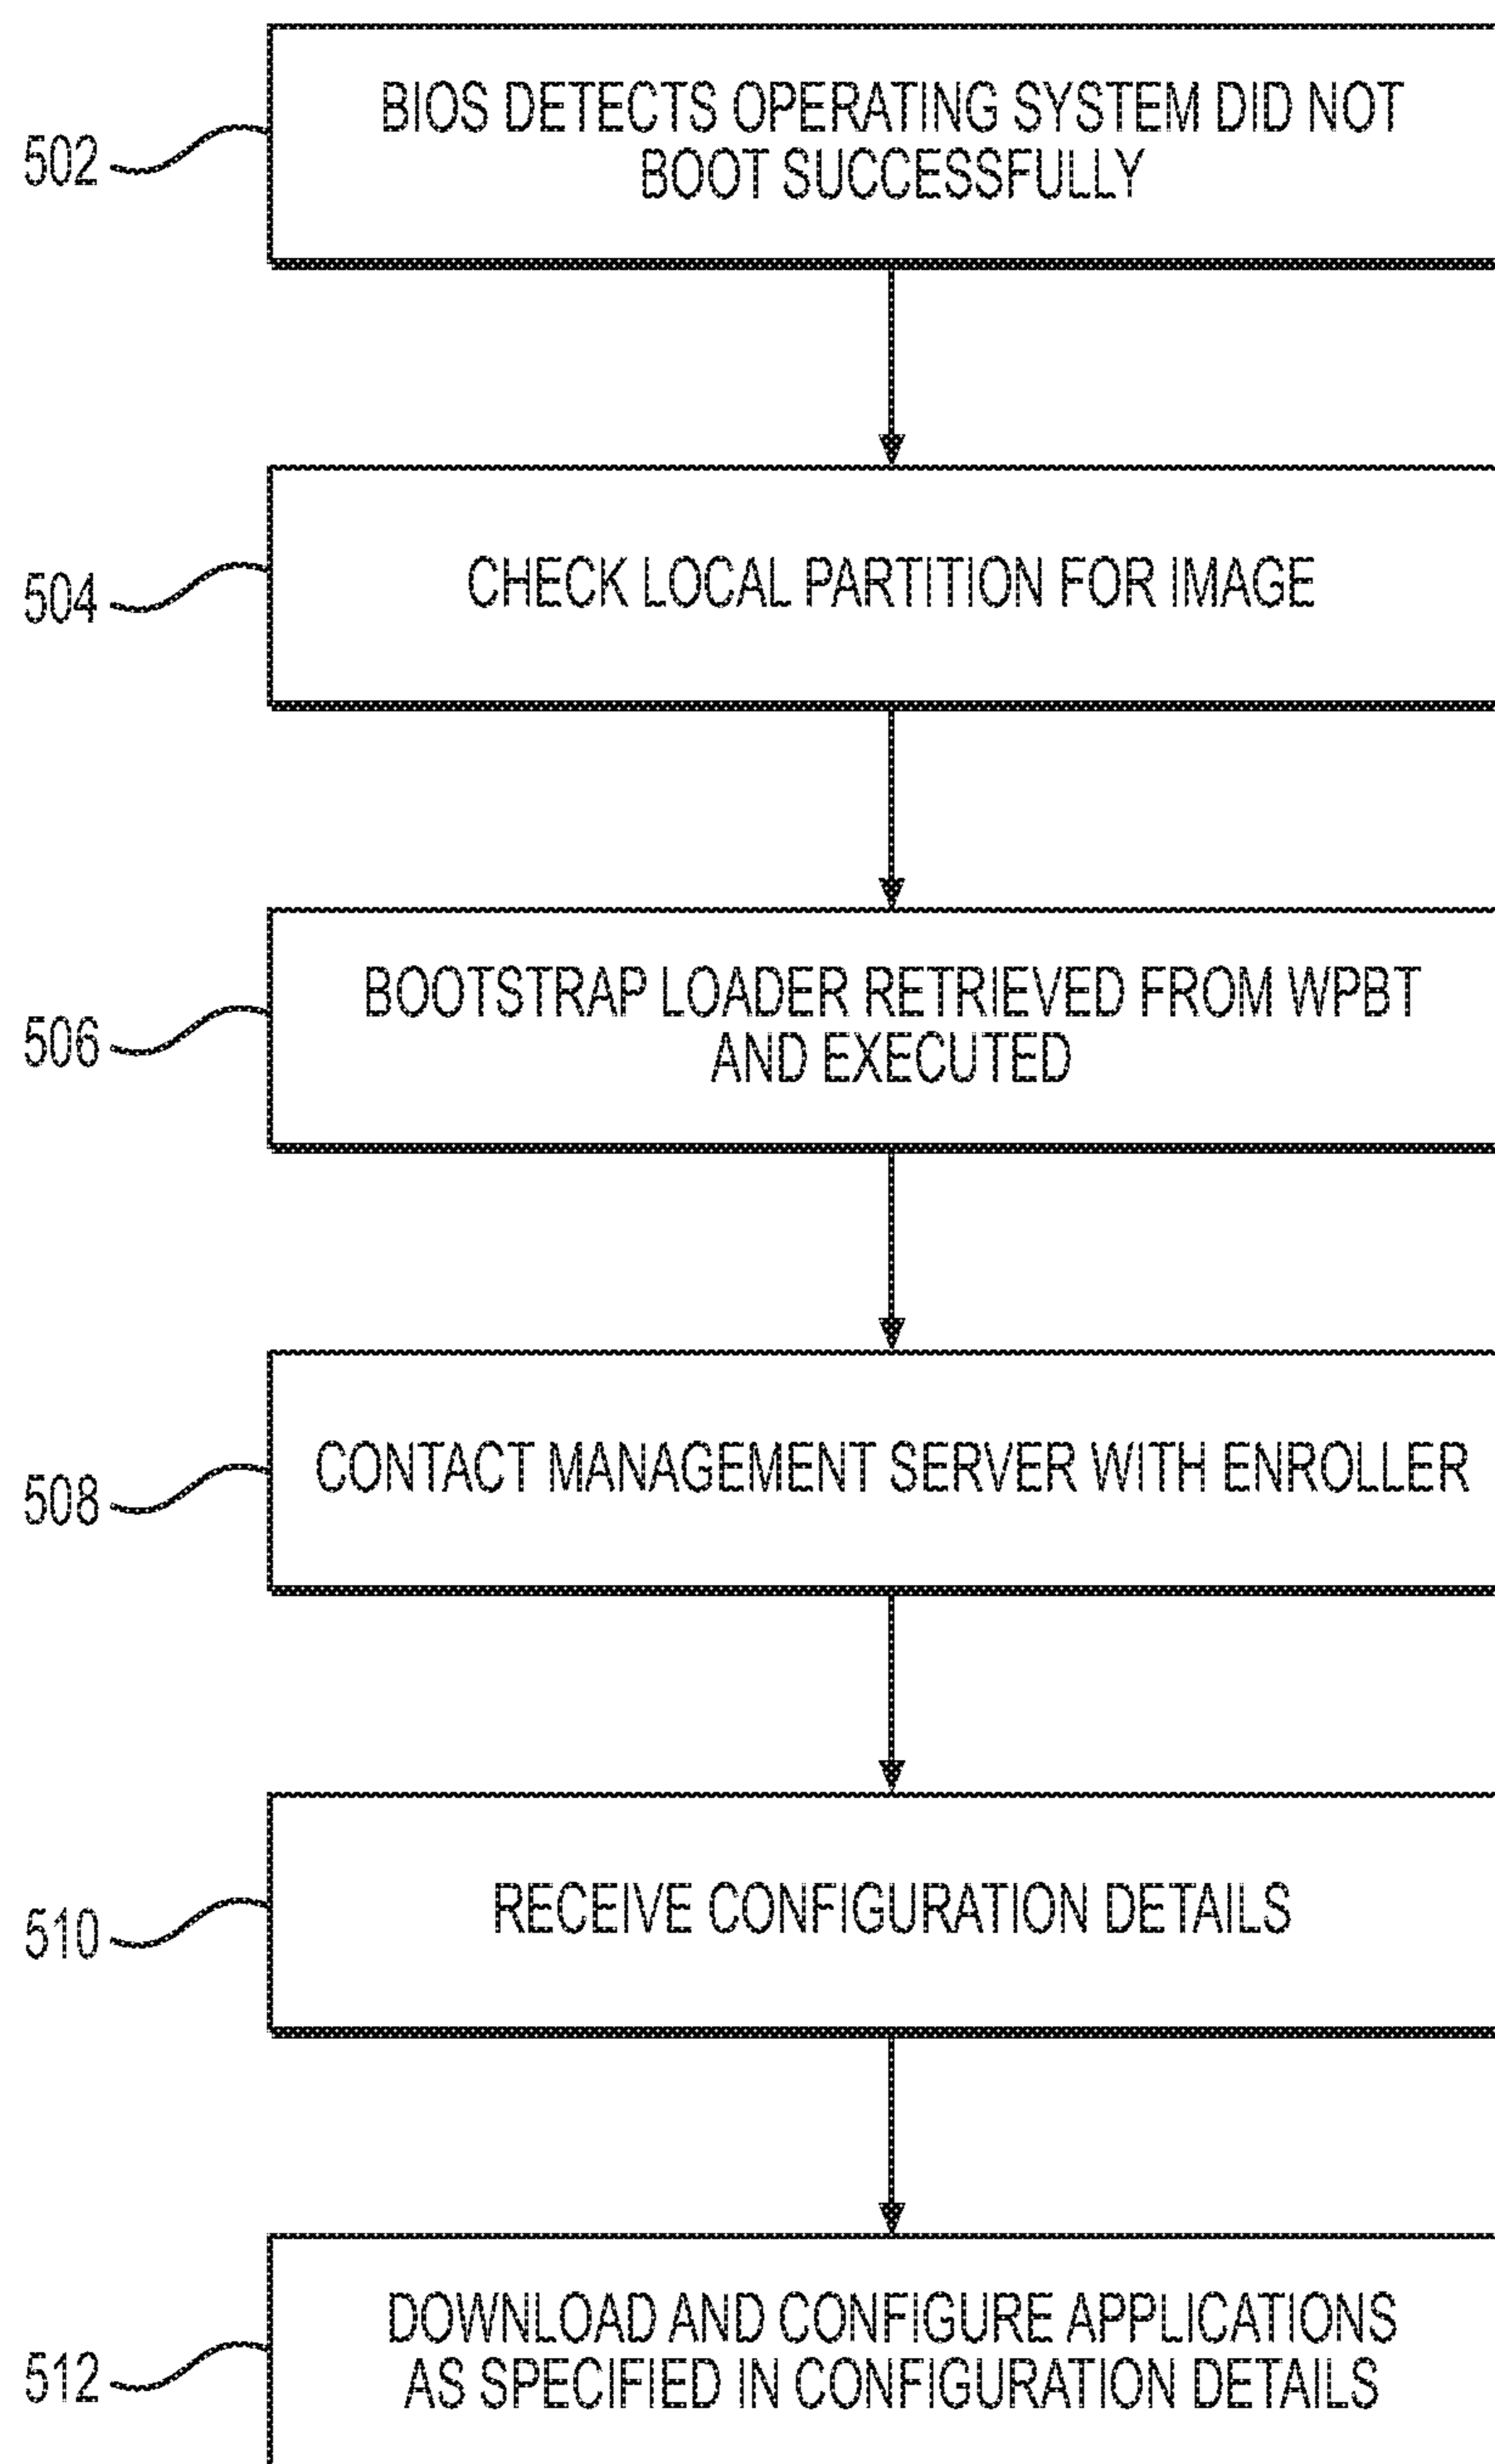 BIOS DETECTS OPERATING SYSTEM DID NOT
BOOT SUCCESSFULLY
502
CHECK LOCAL PARTITION FOR IMAGE
504
BOOTSTRAP LOADER RETRIEVED FROM WPBT
AND EXECUTED
506
CONTACT MANAGEMENT SERVER WITH ENROLLER
508
RECEIVE CONFIGURATION DETAILS
510
DOWNLOAD AND CONFIGURE APPLICATIONS
AS SPECIFIED IN CONFIGURATION DETAILS
512